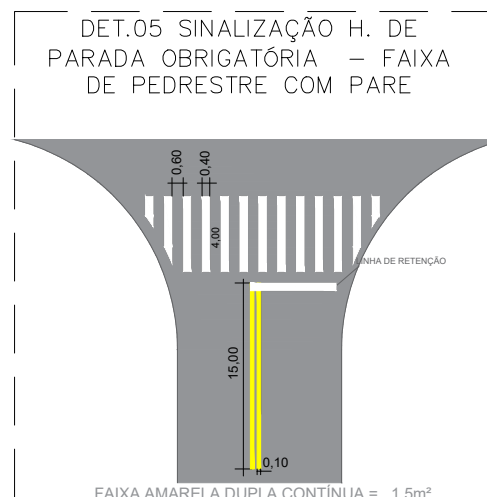 DET.05 SINALIZAÇÃO H. DE
PARADA OBRIGATÓRIA – FAIXA
DE PEDRESTRE COM PARE
0,60
0,40
4,00
LINHA DE RETENÇÃO
15,00
0,10
FAIXA AMARELA DUPLA CONTÍNUA = 1,5m²